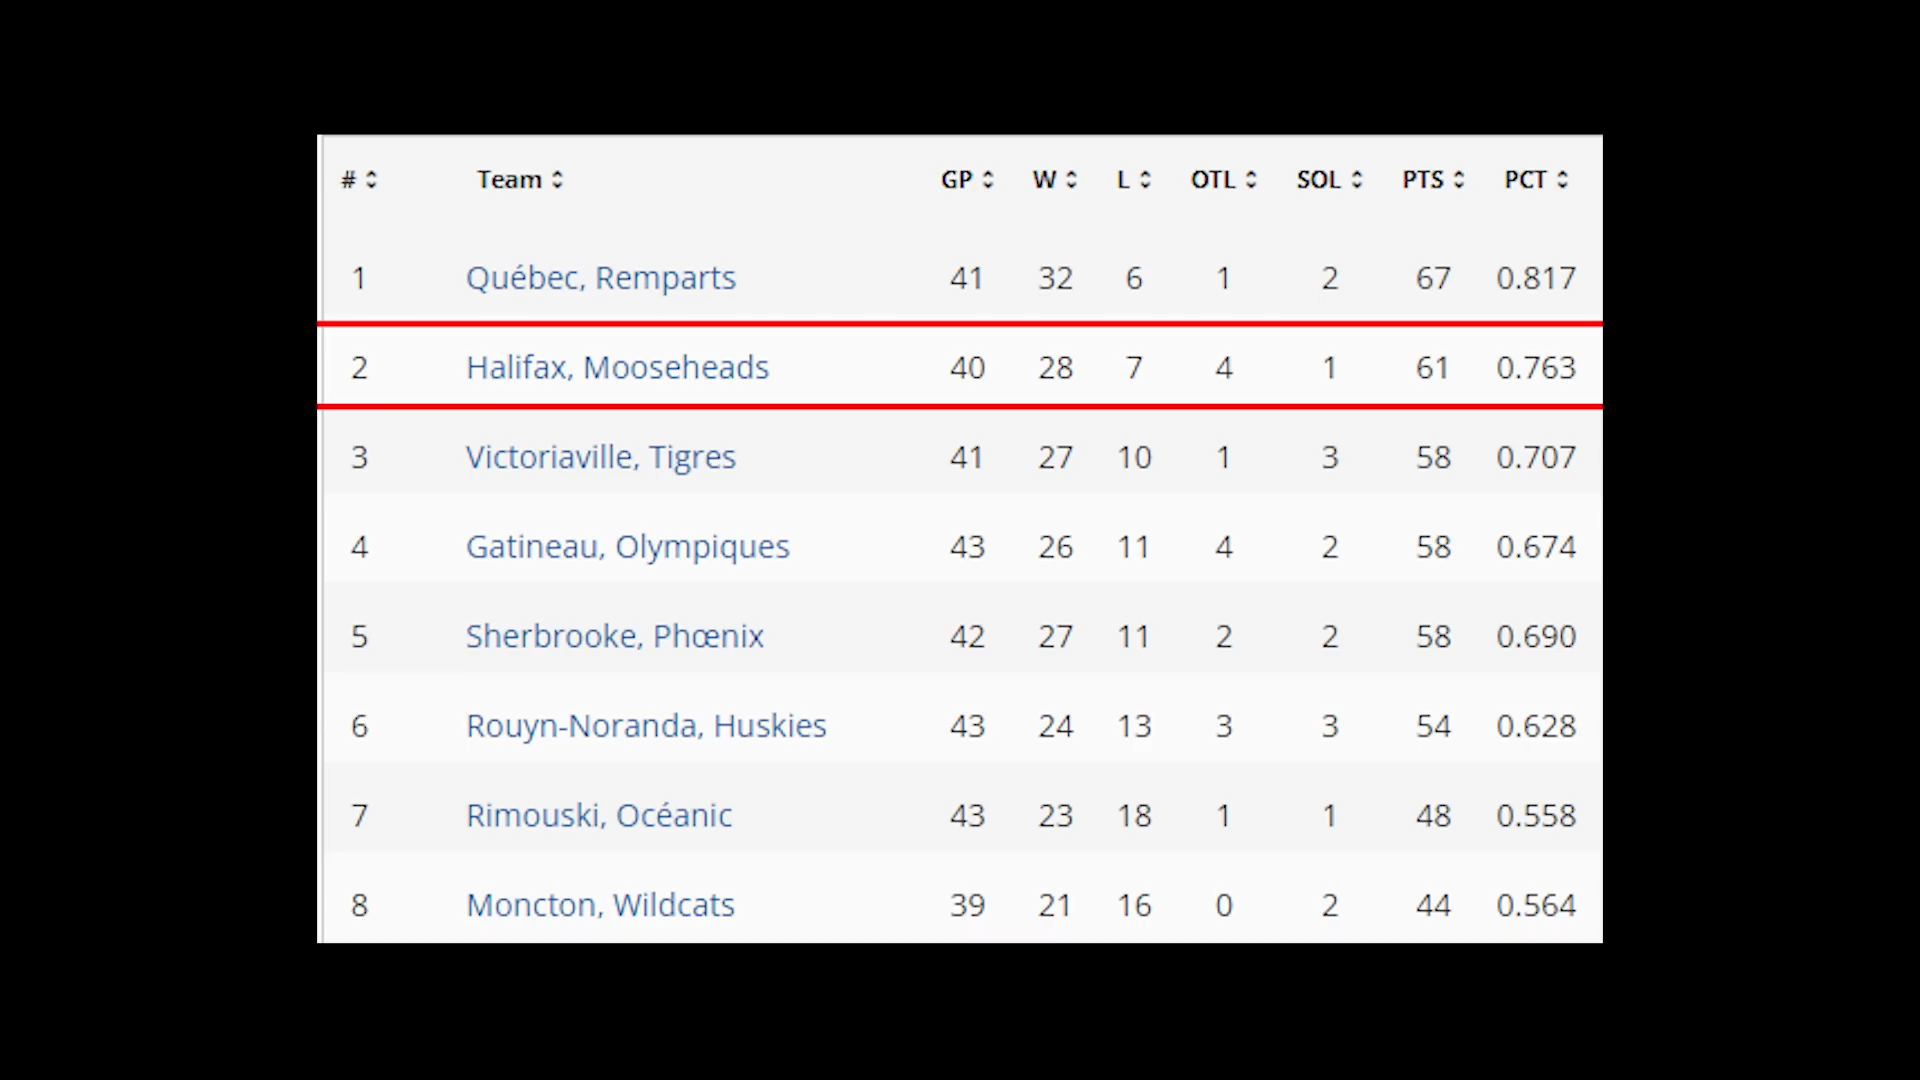 # Team GP W L OTL SOL PTS PCT
1 Québec, Remparts 41 32 6 1 2 67 0.817
2 Halifax, Mooseheads 40 28 7 4 1 61 0.763
3 Victoriaville, Tigres 41 27 10 1 3 58 0.707
4 Gatineau, Olympiques 43 26 11 4 2 58 0.674
5 Sherbrooke, Phœnix 42 27 11 2 2 58 0.690
6 Rouyn-Noranda, Huskies 43 24 13 3 3 54 0.628
7 Rimouski, Océanic 43 23 18 1 1 48 0.558
8 Moncton, Wildcats 39 21 16 0 2 44 0.564